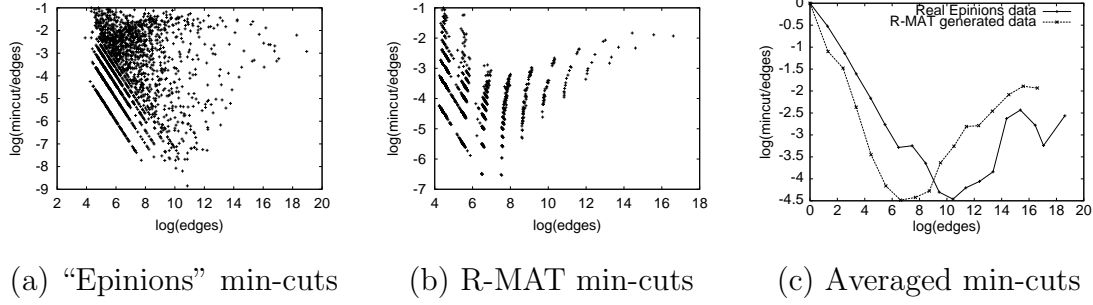 -1
-2
-3
-4
-5
-6
-7
-8
-9
log(mincut/edges)
2 4 6 8 10 12 14 16 18 20
log(edges)
(a) “Epinions” min-cuts
-1
-2
-3
-4
-5
-6
-7
log(mincut/edges)
4 6 8 10 12 14 16 18
log(edges)
(b) R-MAT min-cuts
Real Epinions data
R-MAT generated data
0
-0.5
-1
-1.5
-2
-2.5
-3
-3.5
-4
-4.5
log(mincut/edges)
0 2 4 6 8 10 12 14 16 18 20
log(edges)
(c) Averaged min-cuts